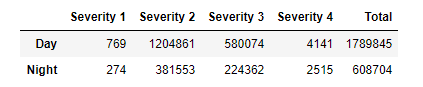 Severity 1 Severity 2 Severity 3 Severity 4 Total
Day 769 1204861 580074 4141 1789845
Night 274 381553 224362 2515 608704